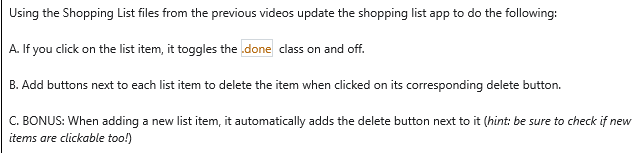 Using the Shopping List files from the previous videos update the shopping list app to do the following:
A. If you click on the list item, it toggles the .done class on and off.
B. Add buttons next to each list item to delete the item when clicked on its corresponding delete button.
C. BONUS: When adding a new list item, it automatically adds the delete button next to it (hint: be sure to check if new
items are clickable too!)